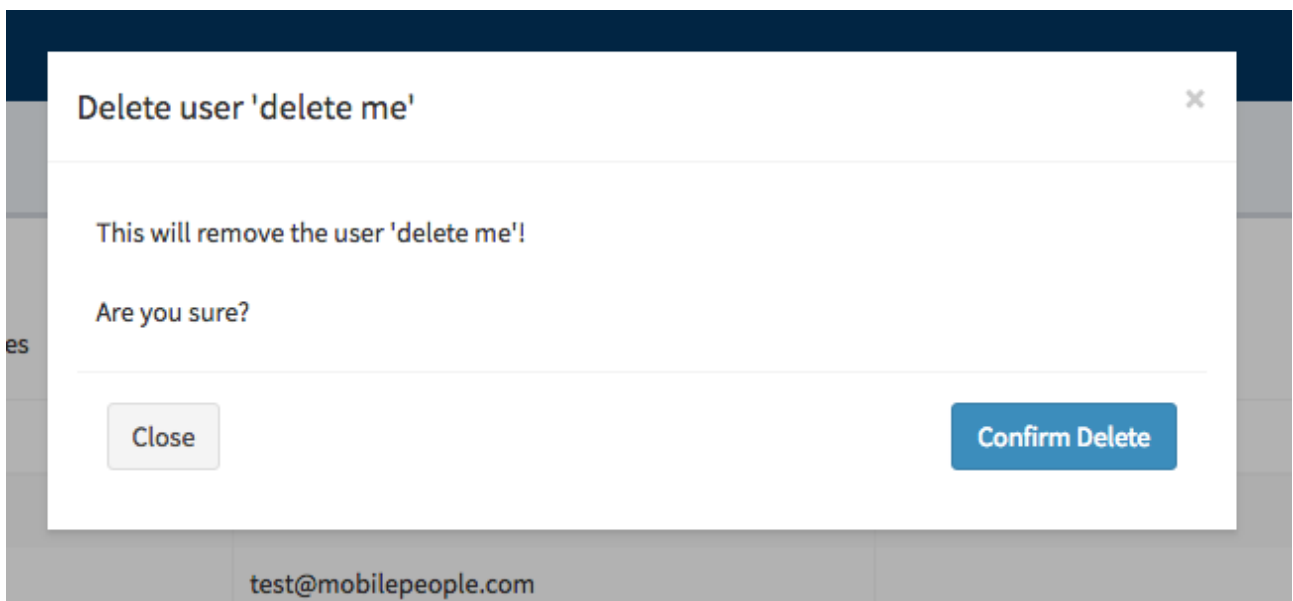 Delete user 'delete me'
×
This will remove the user 'delete me'!
Are you sure?
es
Close
Confirm Delete
test@mobilepeople.com